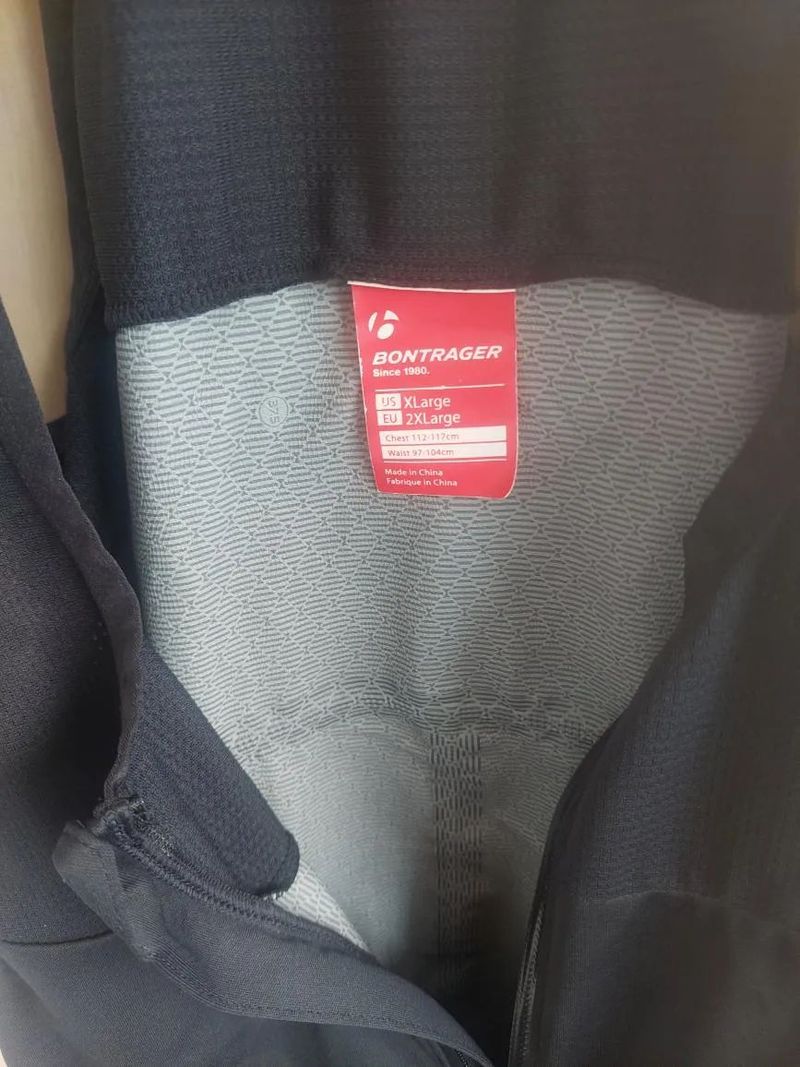 BONTRAGER
Since 1980.
US XLarge
EU 2XLarge
Chest 112-117cm
Waist 97-104cm
Made in China
Fabrique in China